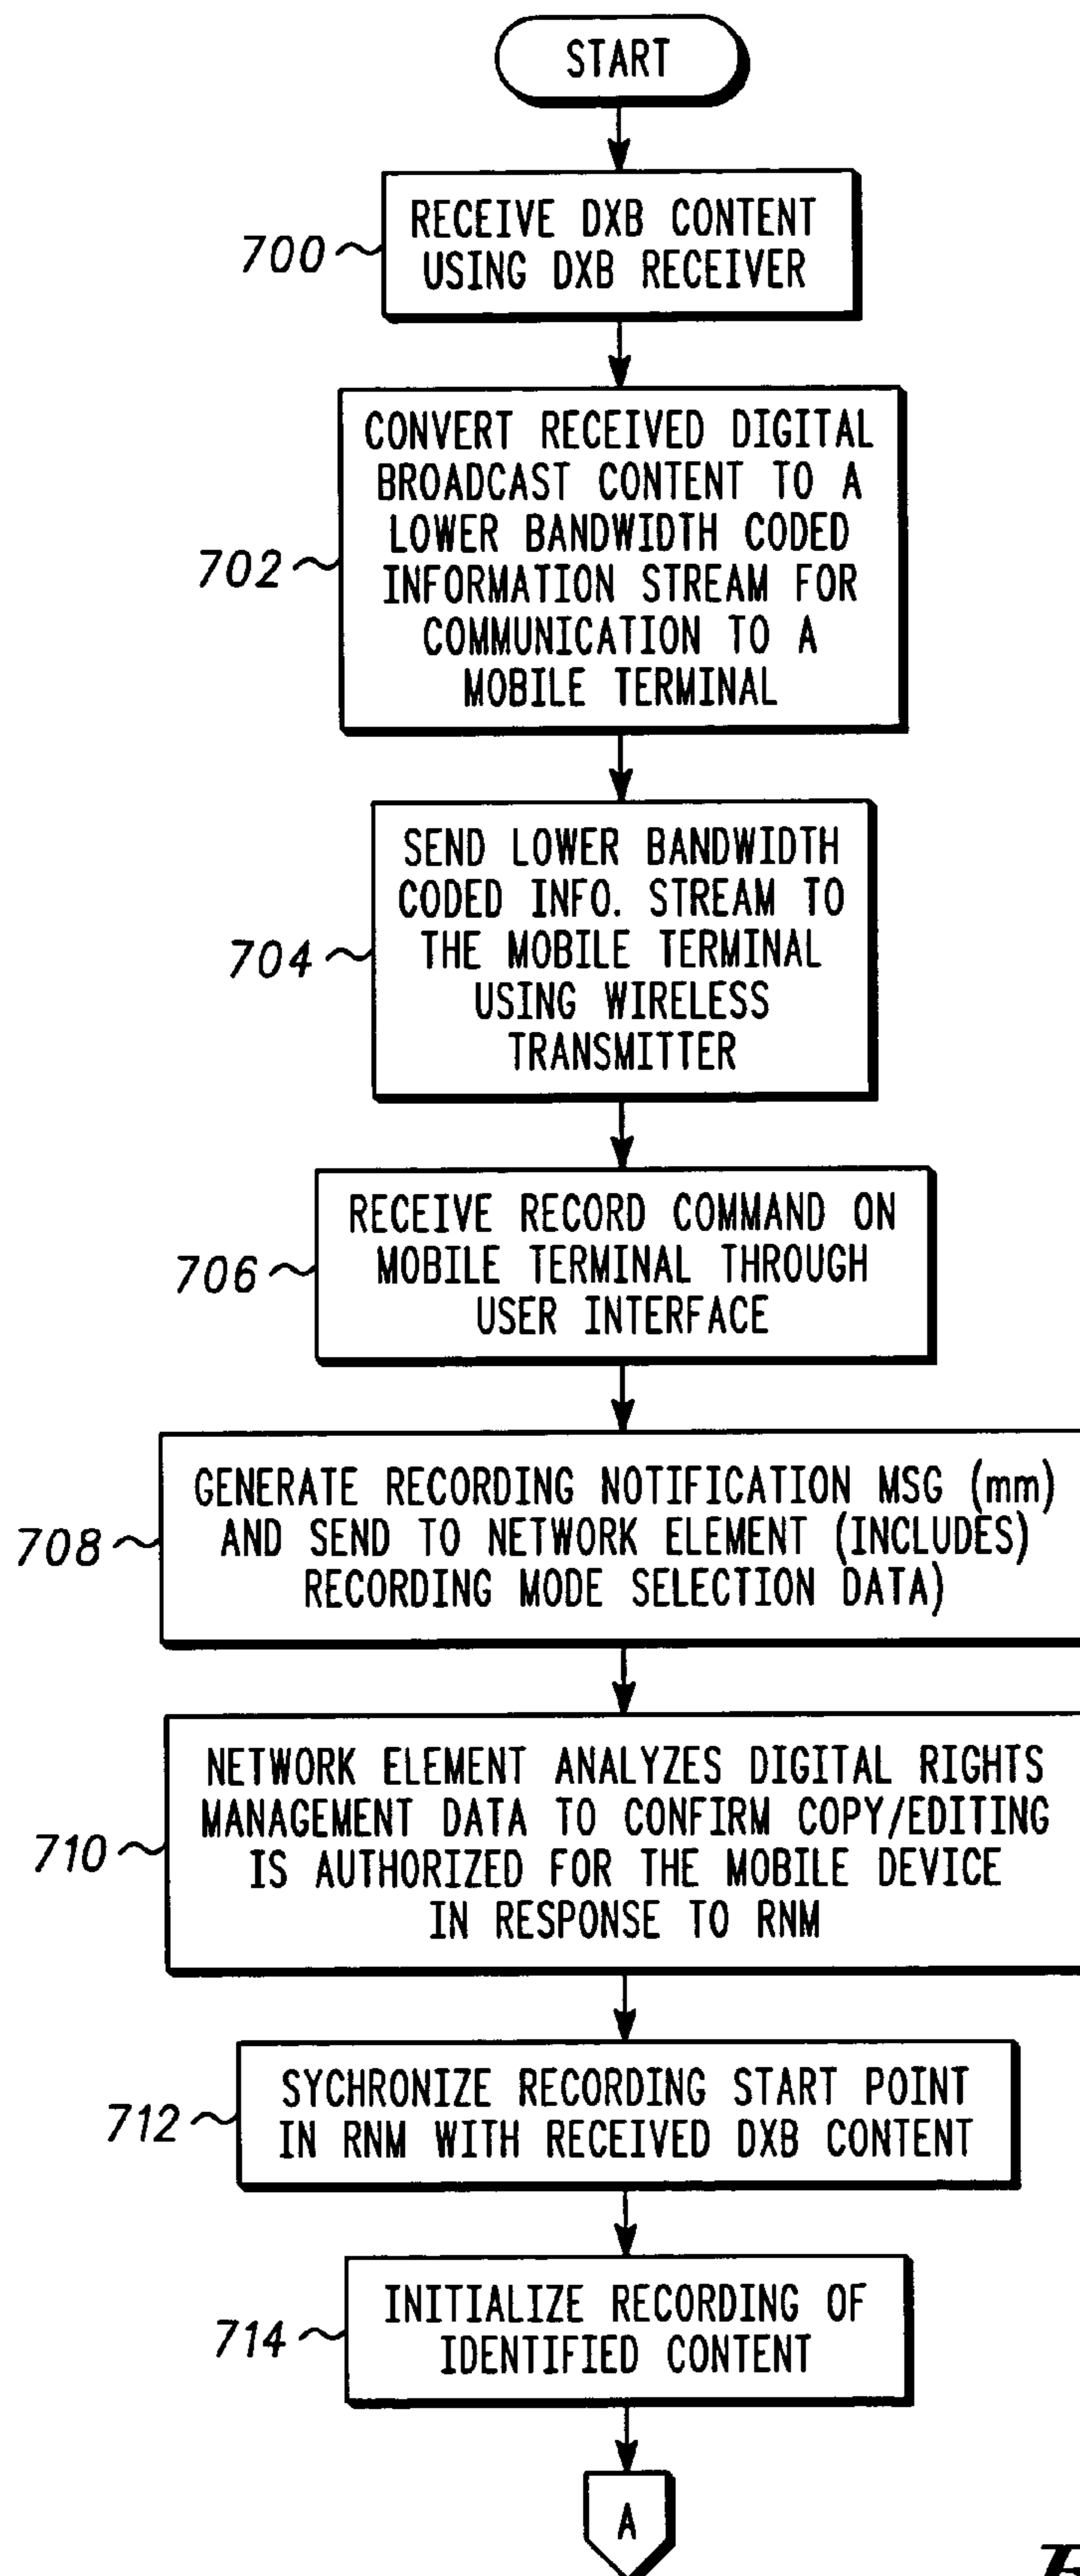 START
700
RECEIVE DXB CONTENT
USING DXB RECEIVER
702
CONVERT RECEIVED DIGITAL
BROADCAST CONTENT TO A
LOWER BANDWIDTH CODED
INFORMATION STREAM FOR
COMMUNICATION TO A
MOBILE TERMINAL
704
SEND LOWER BANDWIDTH
CODED INFO. STREAM TO
THE MOBILE TERMINAL
USING WIRELESS
TRANSMITTER
706
RECEIVE RECORD COMMAND ON
MOBILE TERMINAL THROUGH
USER INTERFACE
708
GENERATE RECORDING NOTIFICATION MSG (mm)
AND SEND TO NETWORK ELEMENT (INCLUDES)
RECORDING MODE SELECTION DATA)
710
NETWORK ELEMENT ANALYZES DIGITAL RIGHTS
MANAGEMENT DATA TO CONFIRM COPY/EDITING
IS AUTHORIZED FOR THE MOBILE DEVICE
IN RESPONSE TO RNM
712
SYCHRONIZE RECORDING START POINT
IN RNM WITH RECEIVED DXB CONTENT
714
INITIALIZE RECORDING OF
IDENTIFIED CONTENT
A